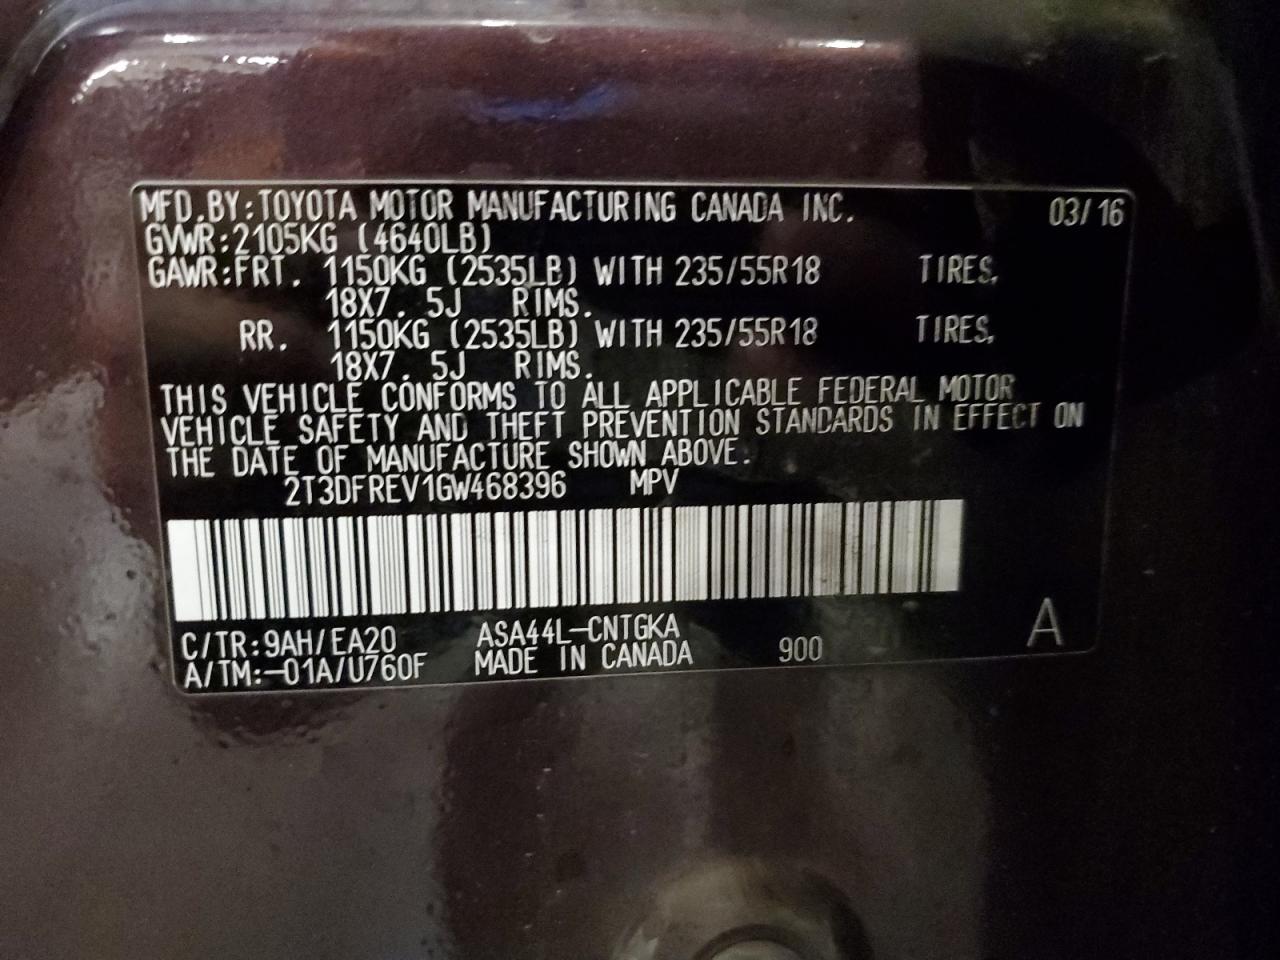 MFD.BY:TOYOTA MOTOR MANUFACTURING CANADA INC. 03/16
GVWR:2105KG (4640LB)
GAWR:FRT. 1150KG (2535LB) WITH 235/55R18 TIRES,
18X7.5J RIMS.
RR. 1150KG (2535LB) WITH 235/55R18 TIRES,
18X7.5J RIMS.
THIS VEHICLE CONFORMS TO ALL APPLICABLE FEDERAL MOTOR
VEHICLE SAFETY AND THEFT PREVENTION STANDARDS IN EFFECT ON
THE DATE OF MANUFACTURE SHOWN ABOVE.
2T3DFREV1GW468396 MPV
C/TR:9AH/EA20 ASA44L-CNTGKA
A/TM:-01A/U760F MADE IN CANADA 900 A